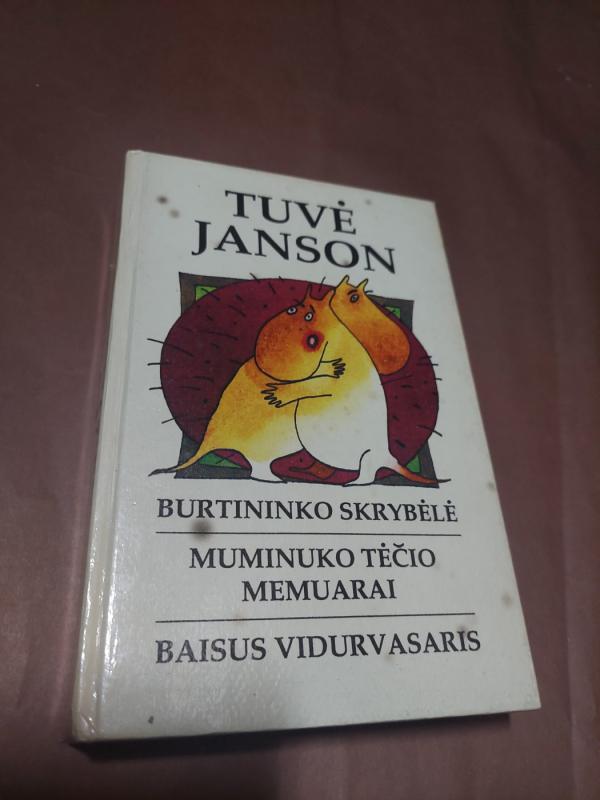 TUVĖ
JANSON
BURTININKO SKRYBĖLĖ
MUMINUKO TĖČIO
MEMUARAI
BAISUS VIDURVASARIS